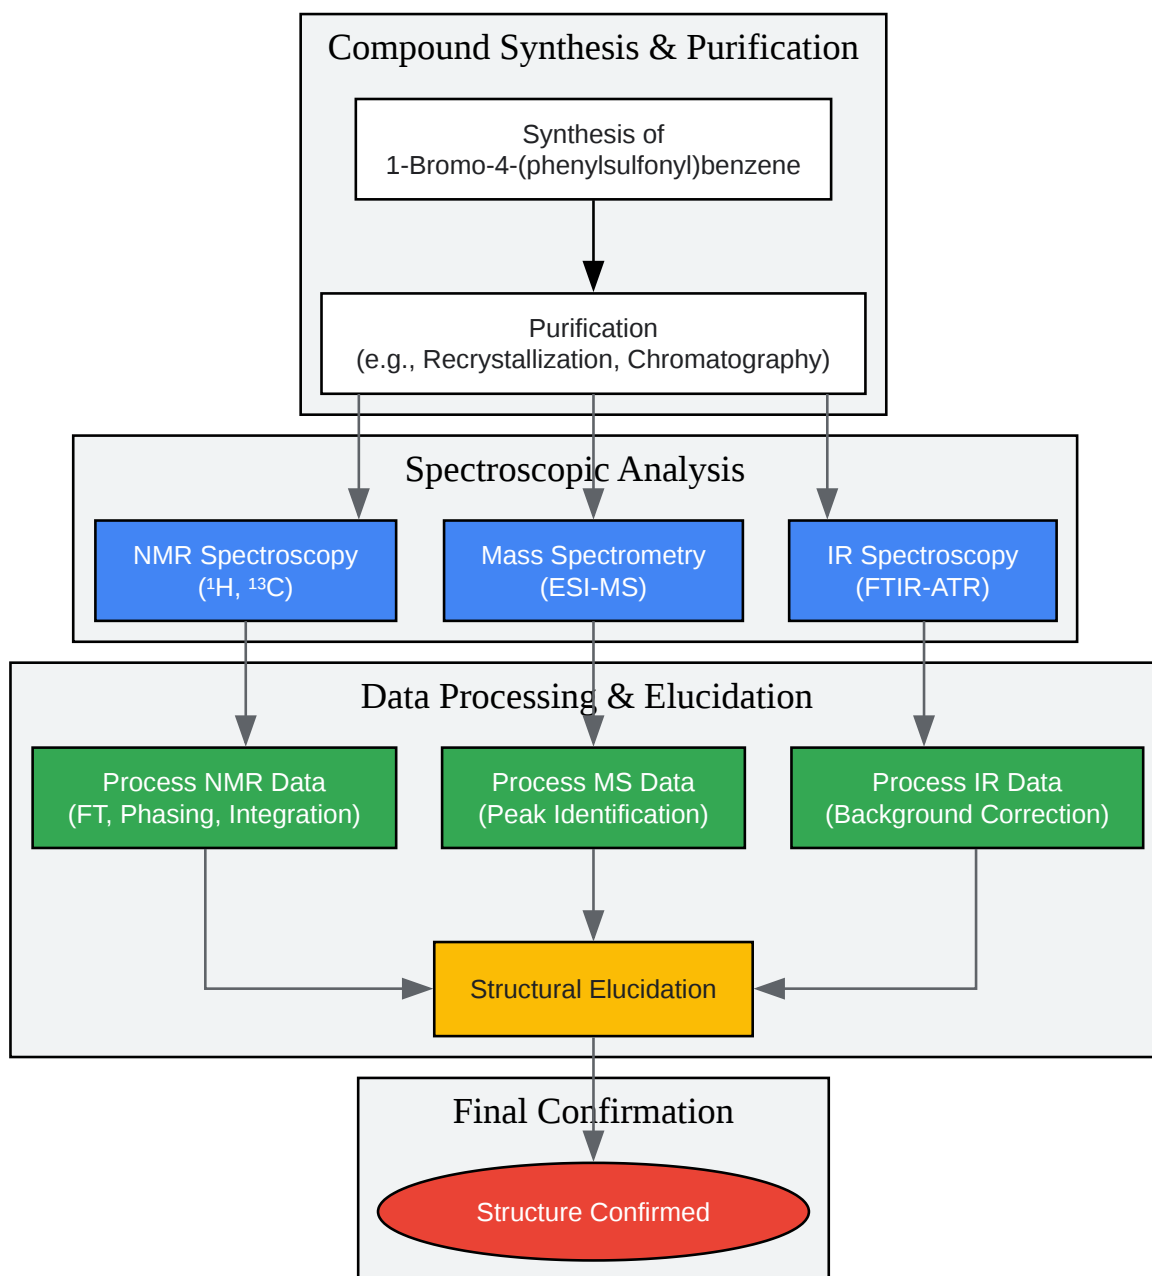 Compound Synthesis & Purification
Synthesis of
1-Bromo-4-(phenylsulfonyl)benzene
Purification
(e.g., Recrystallization, Chromatography)
Spectroscopic Analysis
NMR Spectroscopy
(¹H, ¹³C)
Mass Spectrometry
(ESI-MS)
IR Spectroscopy
(FTIR-ATR)
Data Processing & Elucidation
Process NMR Data
(FT, Phasing, Integration)
Process MS Data
(Peak Identification)
Process IR Data
(Background Correction)
Structural Elucidation
Final Confirmation
Structure Confirmed